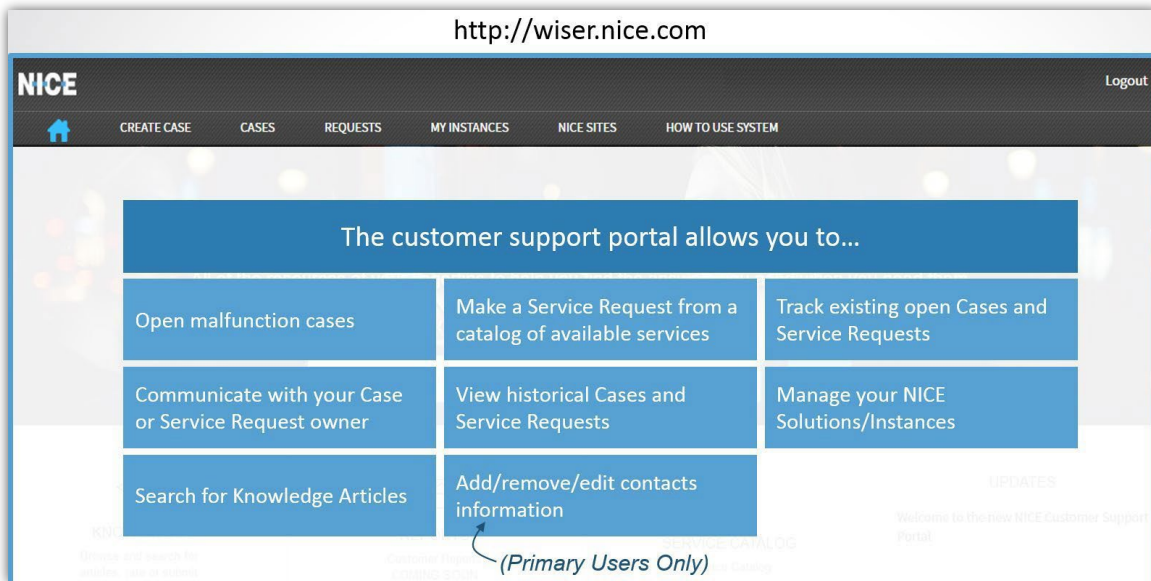 http://wiser.nice.com
NICE
Logout
CREATE CASE CASES REQUESTS MY INSTANCES NICE SITES HOW TO USE SYSTEM
The customer support portal allows you to...
Open malfunction cases
Make a Service Request from a
catalog of available services
Track existing open Cases and
Service Requests
Communicate with your Case
or Service Request owner
View historical Cases and
Service Requests
Manage your NICE
Solutions/Instances
Search for Knowledge Articles
Add/remove/edit contacts
information
(Primary Users Only)
UPDATES
Welcome to the new NICE Customer Support
Portal.
SERVICE CATALOG
COMING SOON